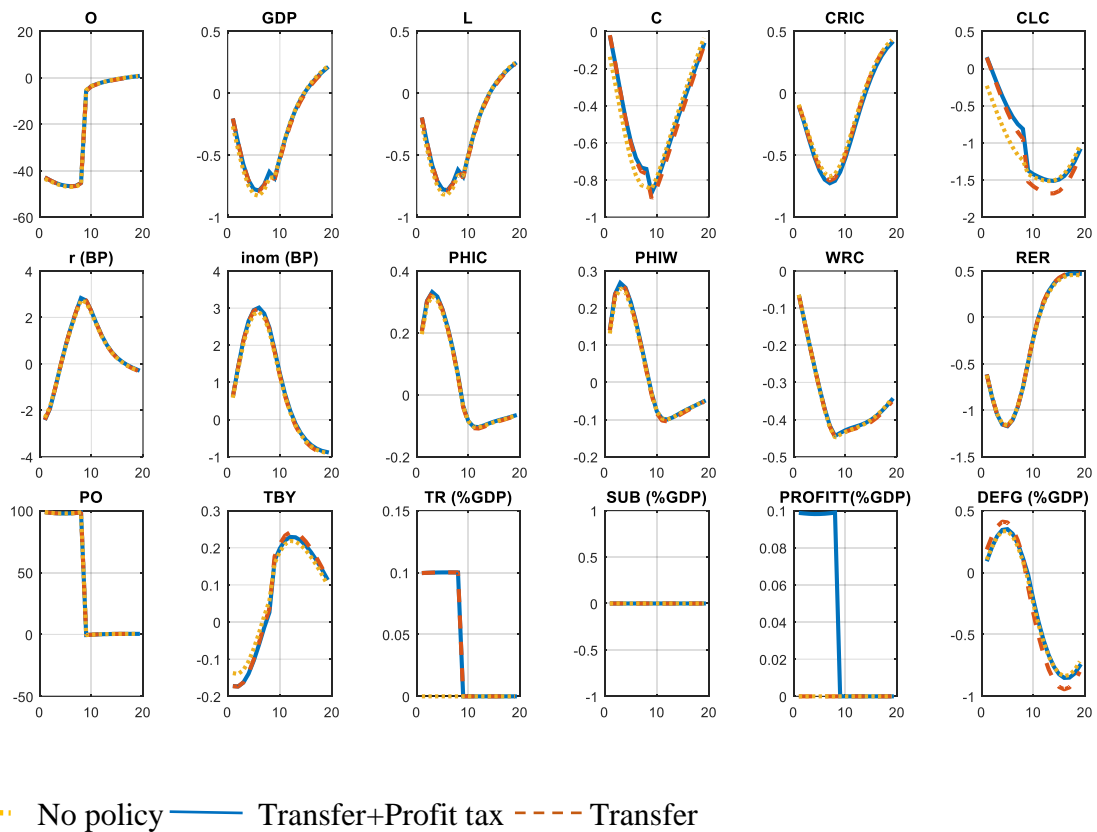 O GDP L C CRIC CLC
20 0.5 0.5 0 0.5 0.5
0 0 0 -0.2 0 0
-20 -0.5 -0.5 -0.4 -0.5 -0.5
-40 -1 -1 -0.6 -1 -1
-60 -0.8 -1.5
-1 -2
0 10 20 0 10 20 0 10 20 0 10 20 0 10 20 0 10 20
r (BP) inom (BP) PHIC PHIW WRC RER
4 4 0.4 0.3 0 0.5
2 3 0.2 0.2 -0.1 0
0 2 0 0.1 -0.2 -0.5
-2 1 -0.2 0 -0.3 -1
-4 0 -0.1 -0.4 -1.5
-1 -0.2 -0.5
0 10 20 0 10 20 0 10 20 0 10 20 0 10 20 0 10 20
PO TBY TR (%GDP) SUB (%GDP) PROFITT(%GDP) DEFG (%GDP)
100 0.3 0.15 1 0.1 0.5
50 0.2 0.1 0.5 0.08 0
0 0.1 0.05 0 0.06 -0.5
-50 0 0 -0.5 0.04 -1
-0.1 -1 0.02
-0.2 0
0 10 20 0 10 20 0 10 20 0 10 20 0 10 20 0 10 20
No policy Transfer+Profit tax Transfer